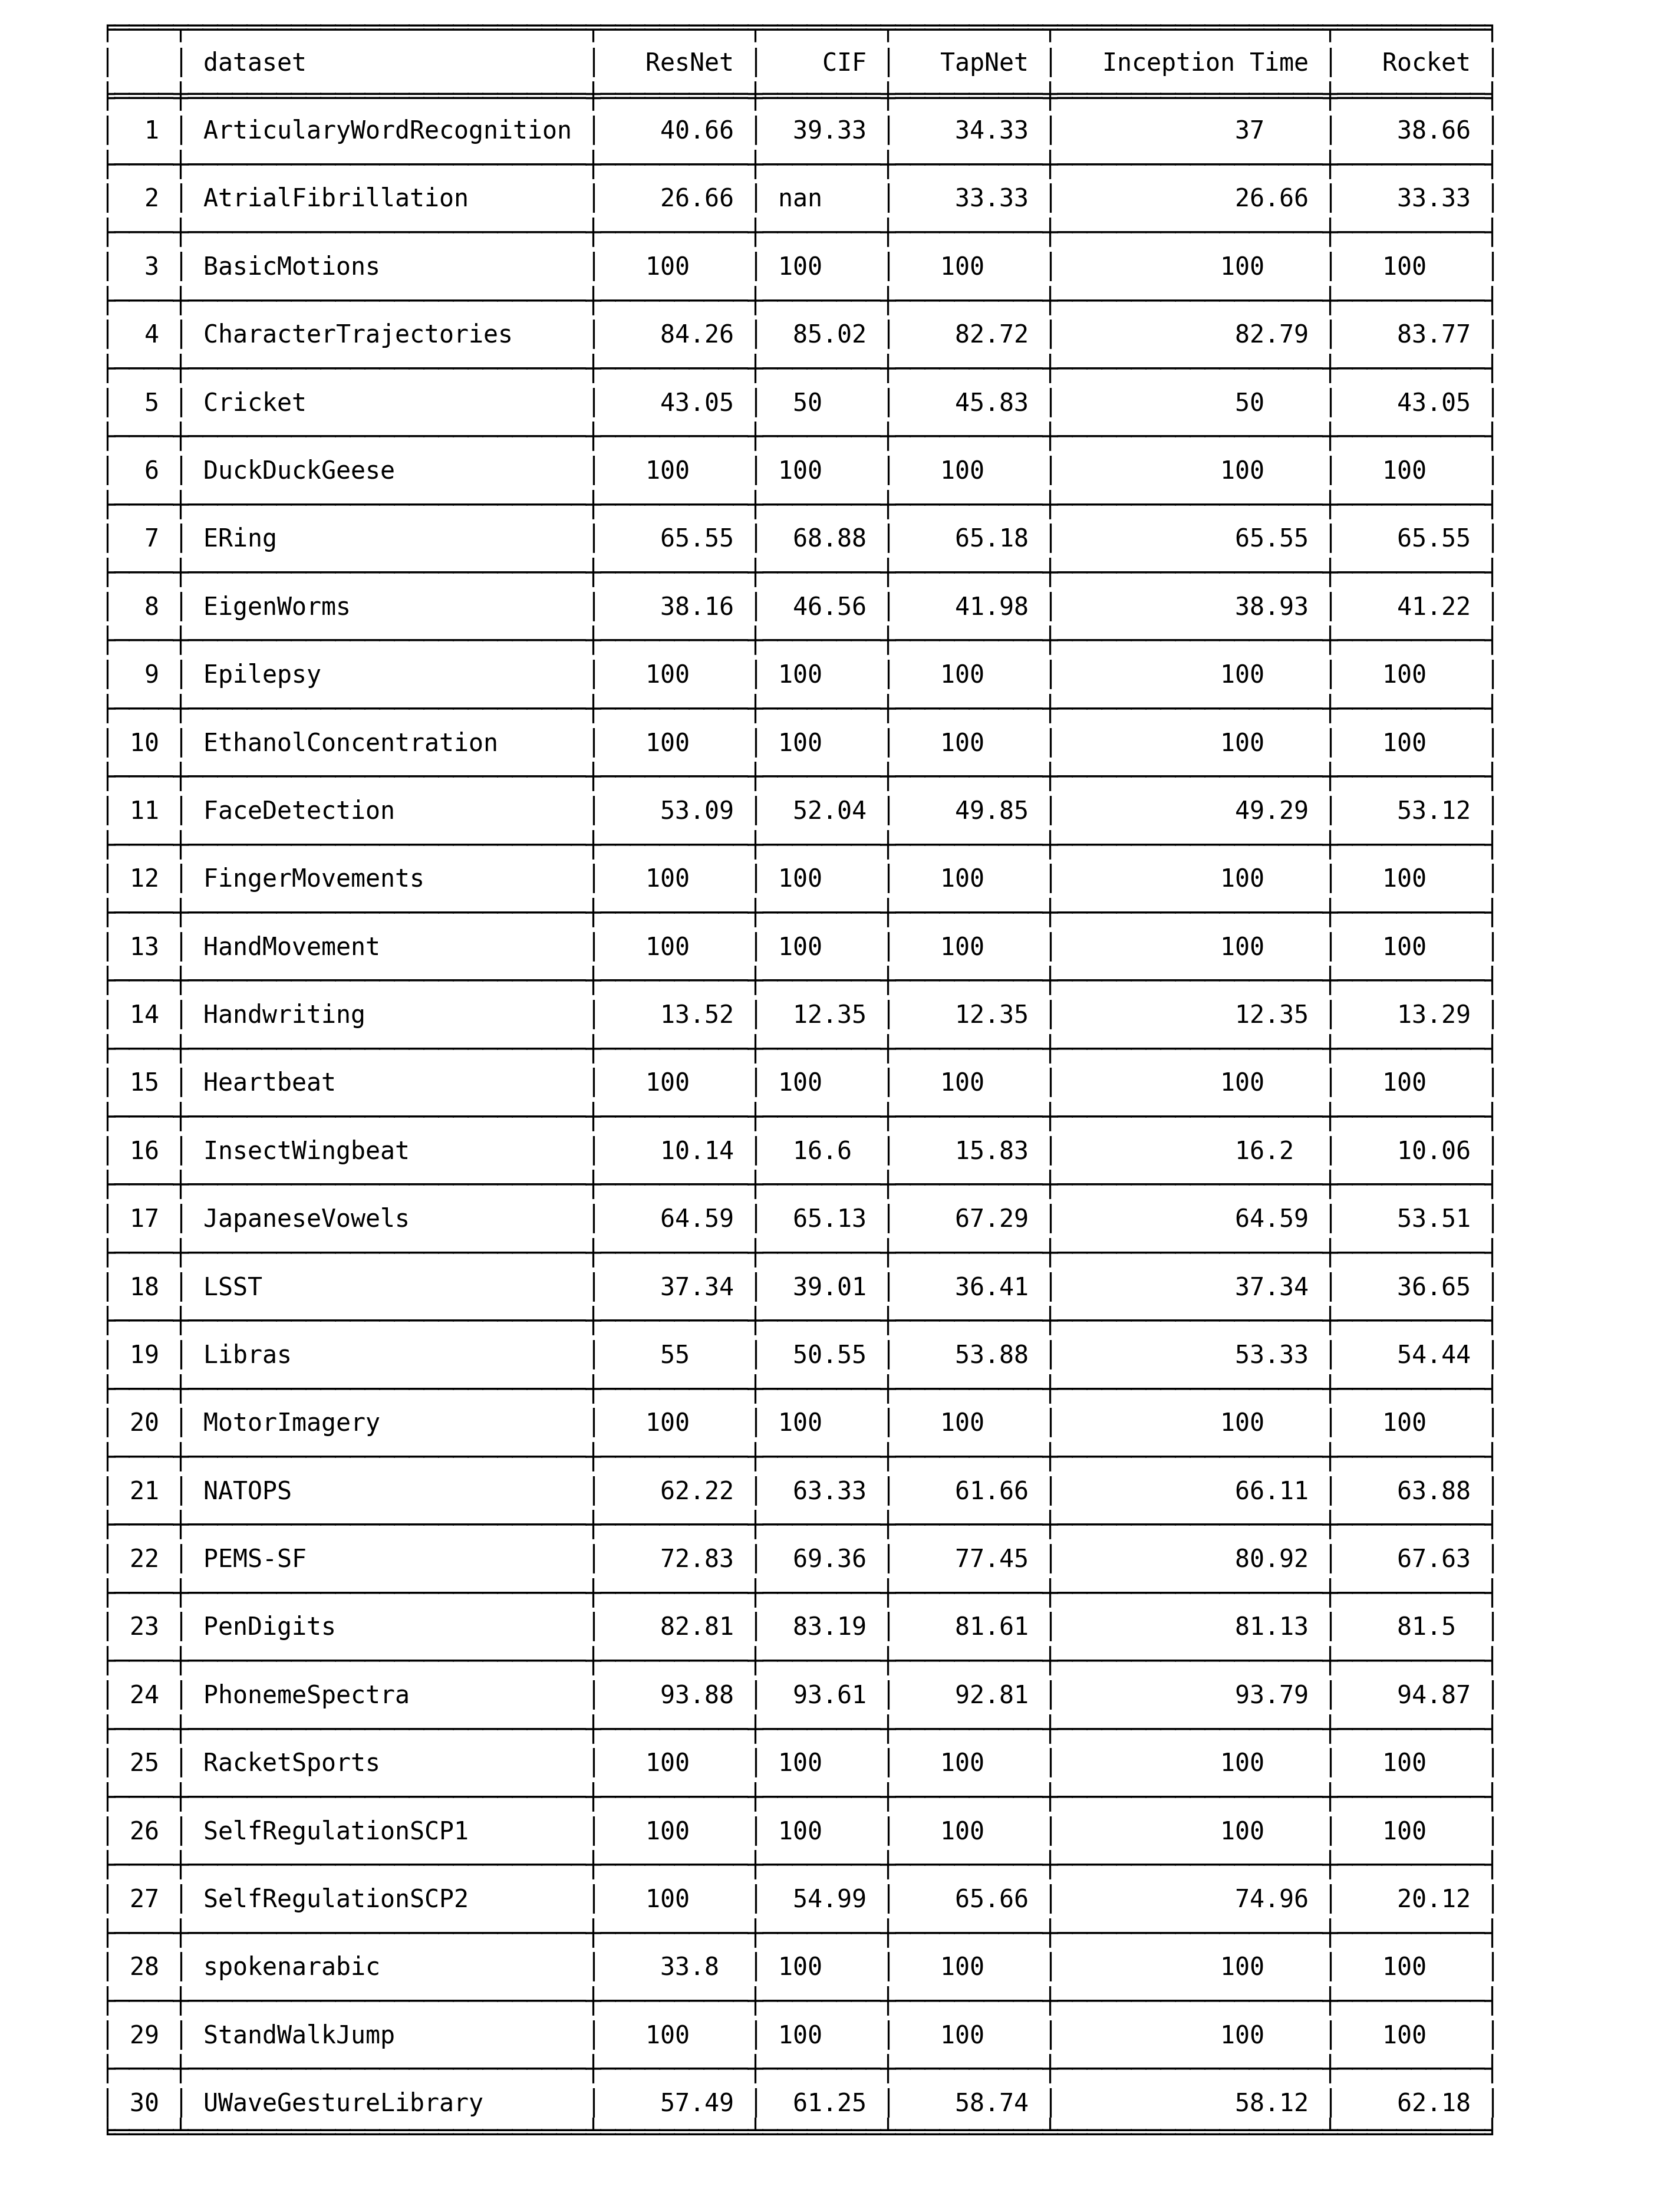 dataset ResNet CIF TapNet Inception Time Rocket
1 ArticularyWordRecognition 40.66 39.33 34.33 37 38.66
2 AtrialFibrillation 26.66 nan 33.33 26.66 33.33
3 BasicMotions 100 100 100 100 100
4 CharacterTrajectories 84.26 85.02 82.72 82.79 83.77
5 Cricket 43.05 50 45.83 50 43.05
6 DuckDuckGeese 100 100 100 100 100
7 ERing 65.55 68.88 65.18 65.55 65.55
8 EigenWorms 38.16 46.56 41.98 38.93 41.22
9 Epilepsy 100 100 100 100 100
10 EthanolConcentration 100 100 100 100 100
11 FaceDetection 53.09 52.04 49.85 49.29 53.12
12 FingerMovements 100 100 100 100 100
13 HandMovement 100 100 100 100 100
14 Handwriting 13.52 12.35 12.35 12.35 13.29
15 Heartbeat 100 100 100 100 100
16 InsectWingbeat 10.14 16.6 15.83 16.2 10.06
17 JapaneseVowels 64.59 65.13 67.29 64.59 53.51
18 LSST 37.34 39.01 36.41 37.34 36.65
19 Libras 55 50.55 53.88 53.33 54.44
20 MotorImagery 100 100 100 100 100
21 NATOPS 62.22 63.33 61.66 66.11 63.88
22 PEMS-SF 72.83 69.36 77.45 80.92 67.63
23 PenDigits 82.81 83.19 81.61 81.13 81.5
24 PhonemeSpectra 93.88 93.61 92.81 93.79 94.87
25 RacketSports 100 100 100 100 100
26 SelfRegulationSCP1 100 100 100 100 100
27 SelfRegulationSCP2 100 54.99 65.66 74.96 20.12
28 spokenarabic 33.8 100 100 100 100
29 StandWalkJump 100 100 100 100 100
30 UWaveGestureLibrary 57.49 61.25 58.74 58.12 62.18